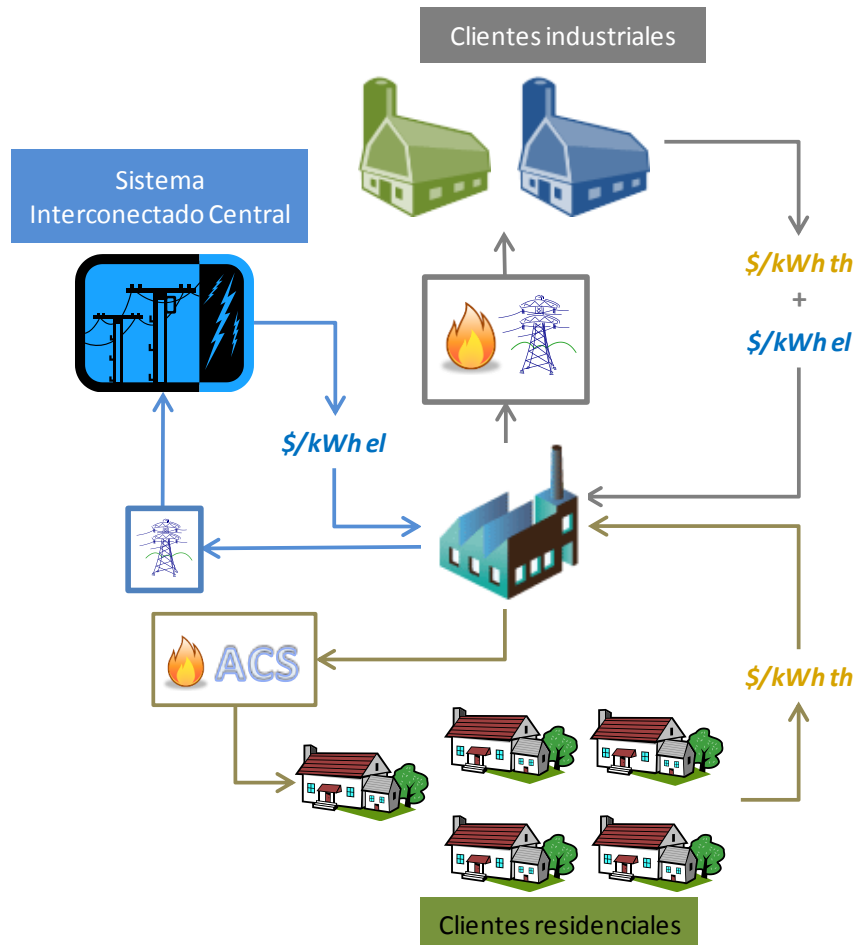 Clientes industriales
Sistema
Interconectado Central
$/kWh th
+
$/kWh el
$/kWh el
ACS
$/kWh th
Clientes residenciales